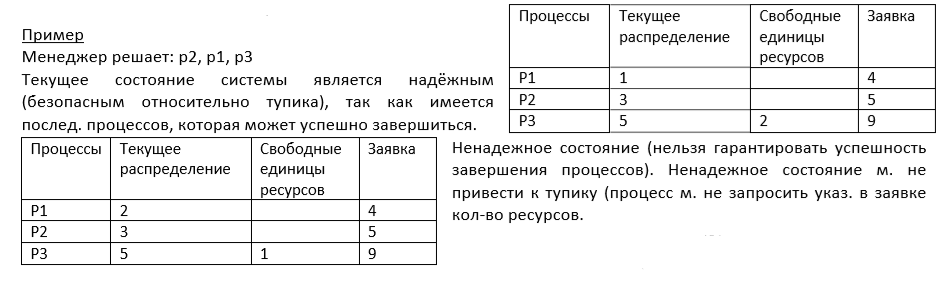 Пример
Менеджер решает: p2, p1, p3
Текущее состояние системы является надёжным
(безопасным относительно тупика), так как имеется
послед. процессов, которая может успешно завершиться.
Процессы Текущее Свободные Заявка
распределение единицы
ресурсов
P1 1 4
P2 3 5
P3 5 2 9
Процессы Текущее Свободные Заявка
распределение единицы
ресурсов
P1 2 4
P2 3 5
P3 5 1 9
Ненадежное состояние (нельзя гарантировать успешность
завершения процессов). Ненадежное состояние м. не
привести к тупику (процесс м. не запросить указ. в заявке
кол-во ресурсов.